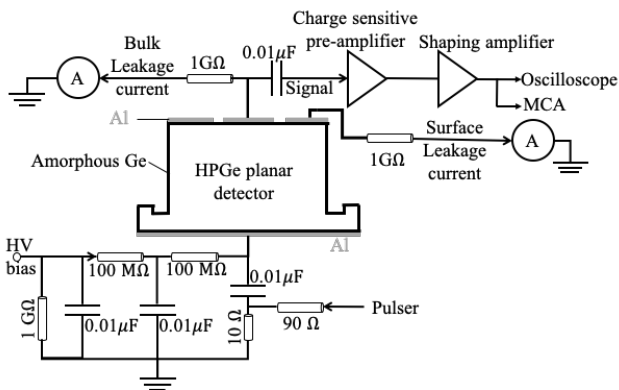 Charge sensitive
pre-amplifier
Shaping amplifier
Bulk
Leakage
current
A
1GΩ
0.01μF
Signal
Oscilloscope
MCA
Al
1GΩ
Surface
Leakage
current
A
Amorphous Ge
HPGe planar
detector
Al
HV
bias
100 MΩ
100 MΩ
0.01μF
1 GΩ
0.01μF
0.01μF
10 Ω
90 Ω
Pulser